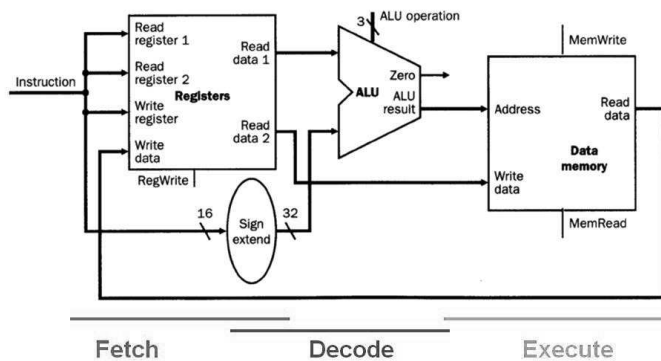 3
ALU operation
Read
register 1
Read
data 1
MemWrite
Zero
Instruction
Read
register 2
Registers
ALU
ALU
result
Address
Read
data
Write
register
Read
data 2
Data
memory
Write
data
Write
data
RegWrite
16
Sign
extend
32
MemRead
Fetch
Decode
Execute